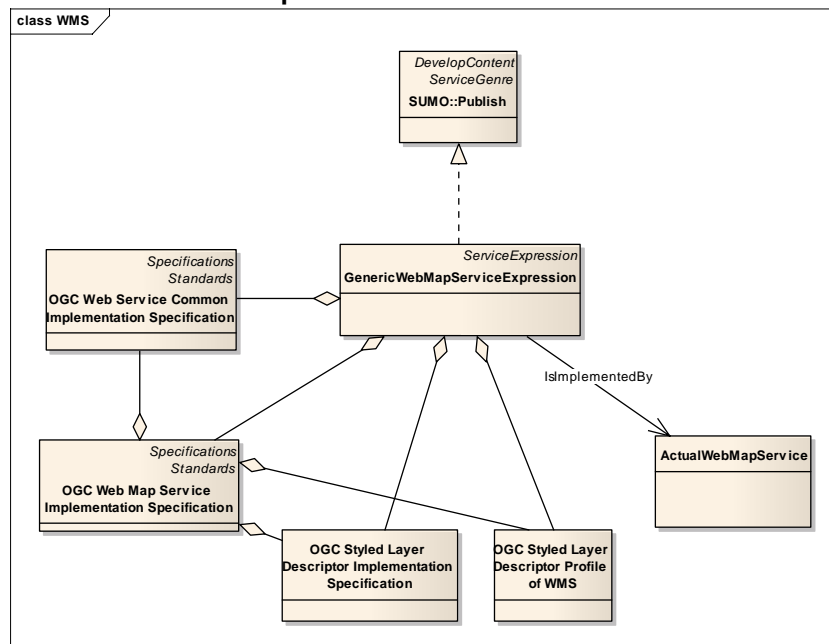 class WMS
DevelopContent
ServiceGenre
SUMO::Publish
ServiceExpression
GenericWebMapServiceExpression
Specifications
Standards
OGC Web Service Common
Implementation Specification
IsImplementedBy
Specifications
Standards
OGC Web Map Service
Implementation Specification
ActualWebMapService
OGC Styled Layer
Descriptor Implementation
Specification
OGC Styled Layer
Descriptor Profile
of WMS